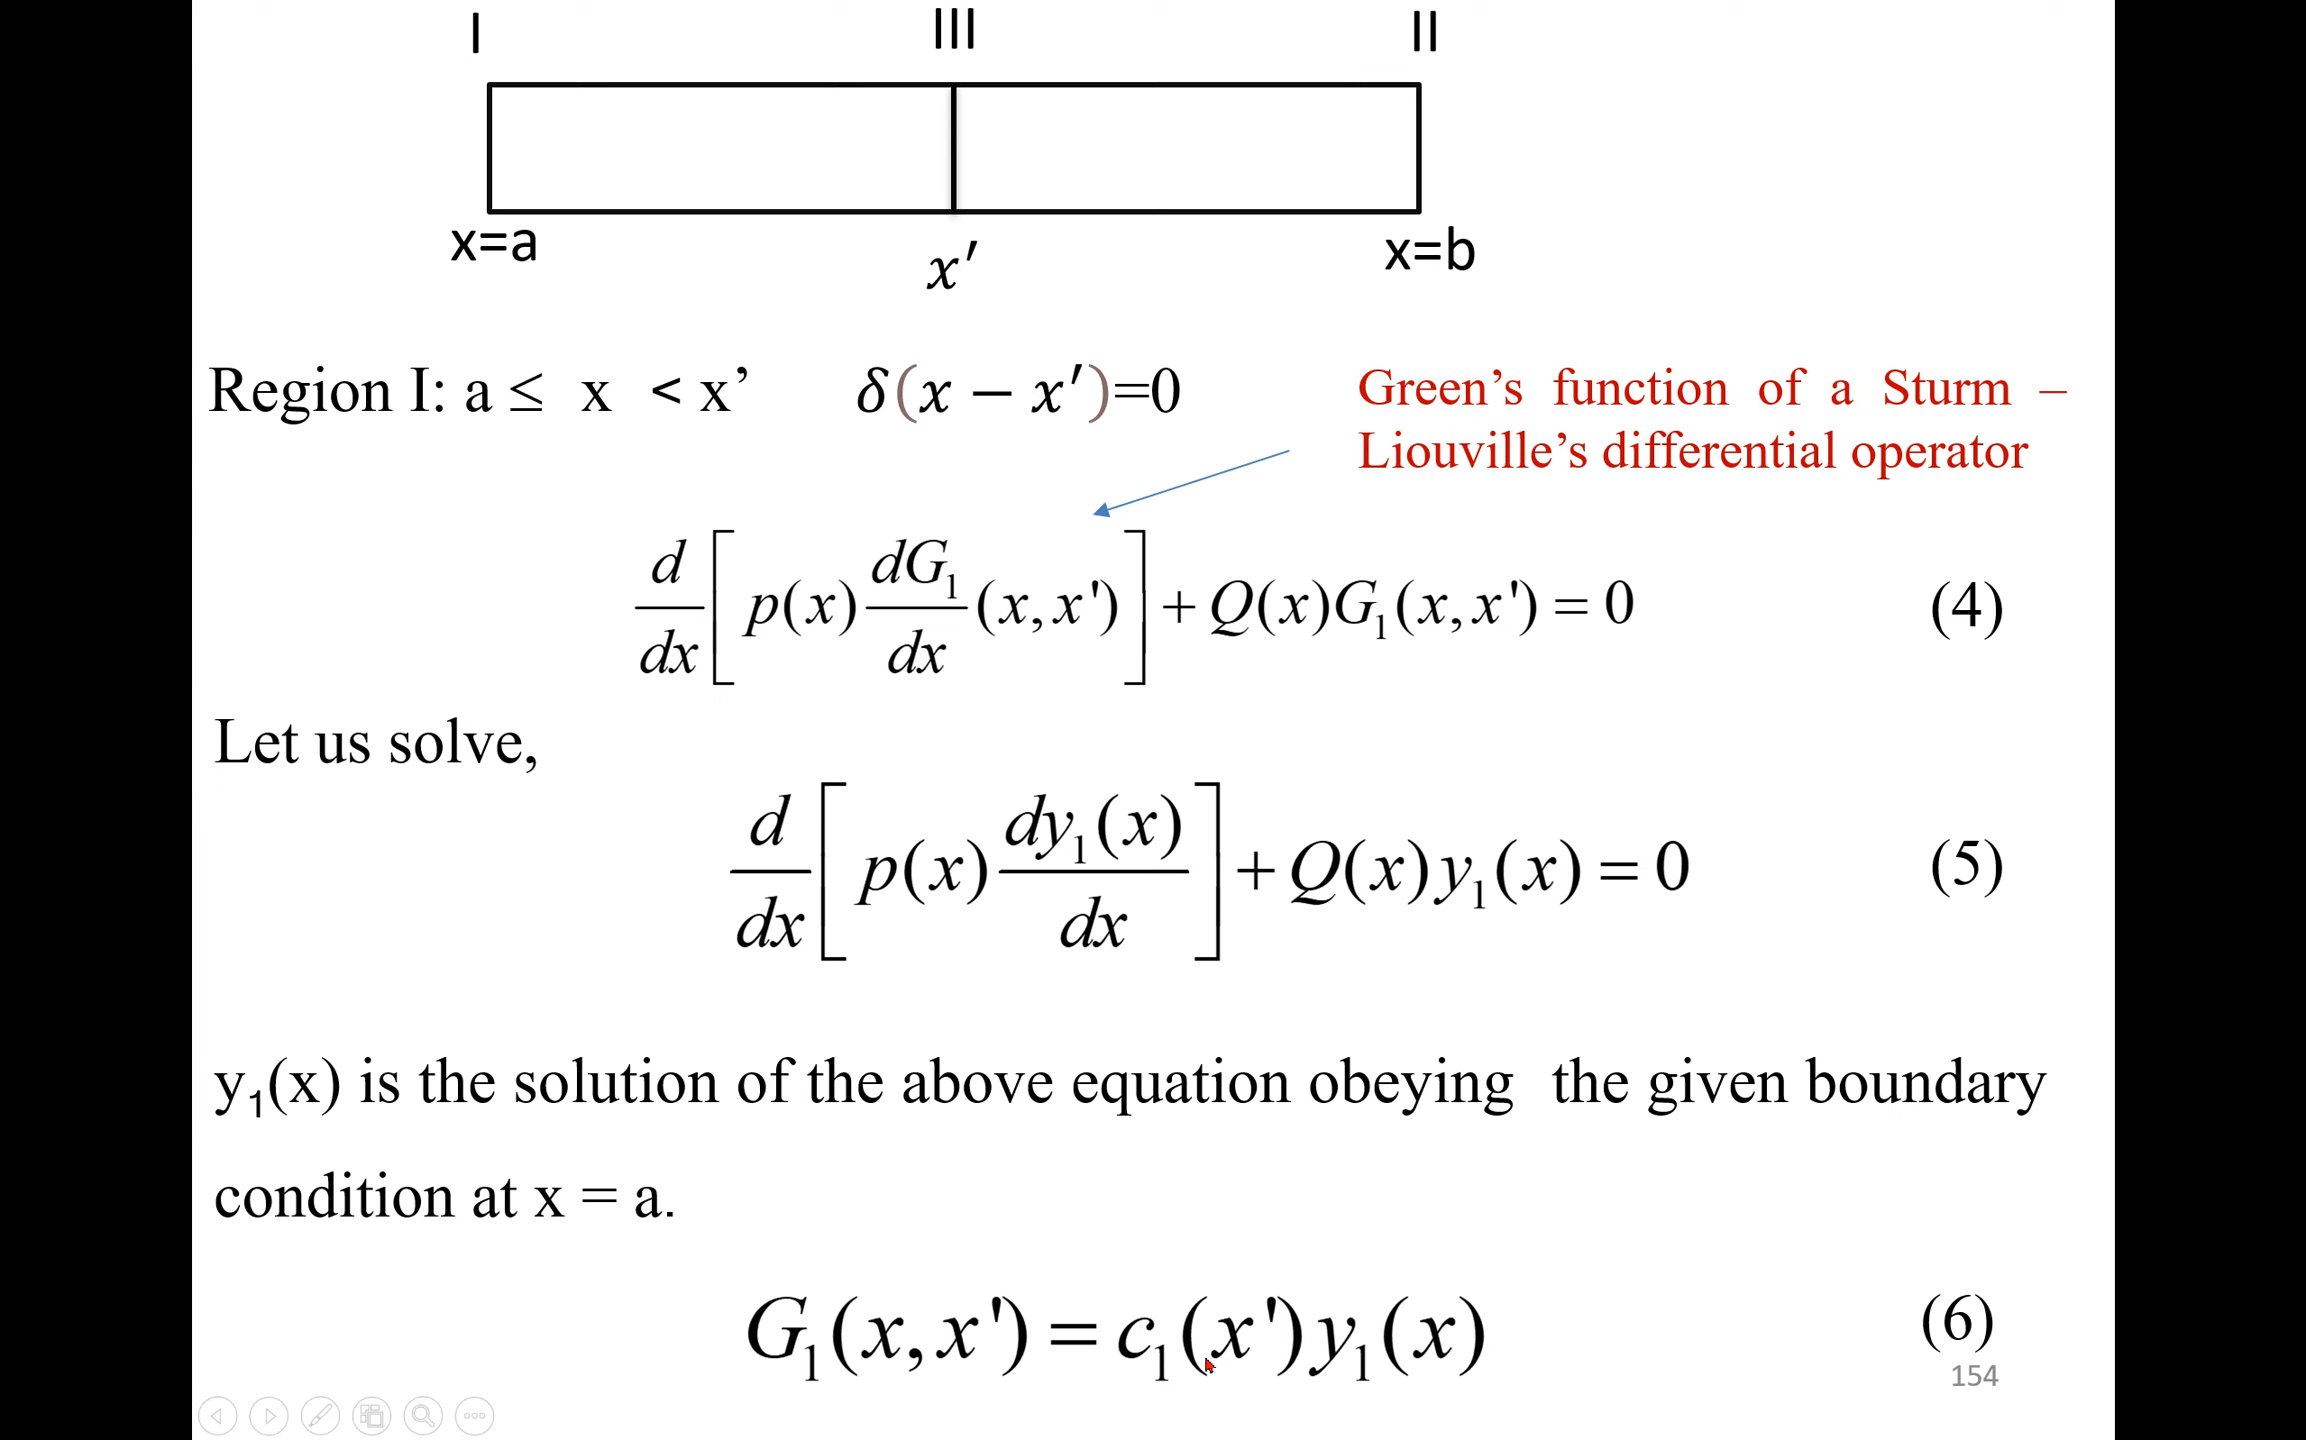 I III II
x=a x′ x=b
Region I: a ≤ x < x’ δ(x − x′)=0
Green’s function of a Sturm –
Liouville’s differential operator
d/dx [ p(x) dG₁/dx (x, x') ] + Q(x)G₁(x, x') = 0 (4)
Let us solve,
d/dx [ p(x) dy₁(x)/dx ] + Q(x)y₁(x) = 0 (5)
y₁(x) is the solution of the above equation obeying the given boundary
condition at x = a.
G₁(x, x') = c₁(x')y₁(x) (6)
154